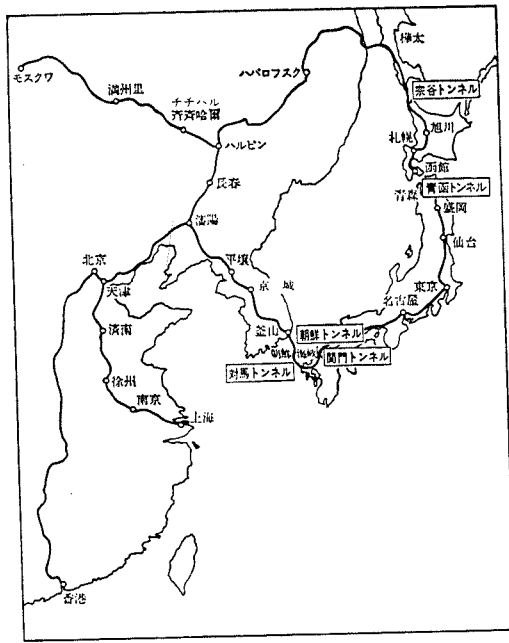 樺太
モスクワ
満州里
ハバロフスク
チチハル
斉斉哈爾
宗谷トンネル
旭川
札幌
ハルピン
函館
長春
青森
青函トンネル
盛岡
瀋陽
仙台
北京
平壌
天津
京城
東京
名古屋
済南
釜山
朝鮮トンネル
朝鮮海峡
関門トンネル
対馬トンネル
徐州
南京
上海
香港